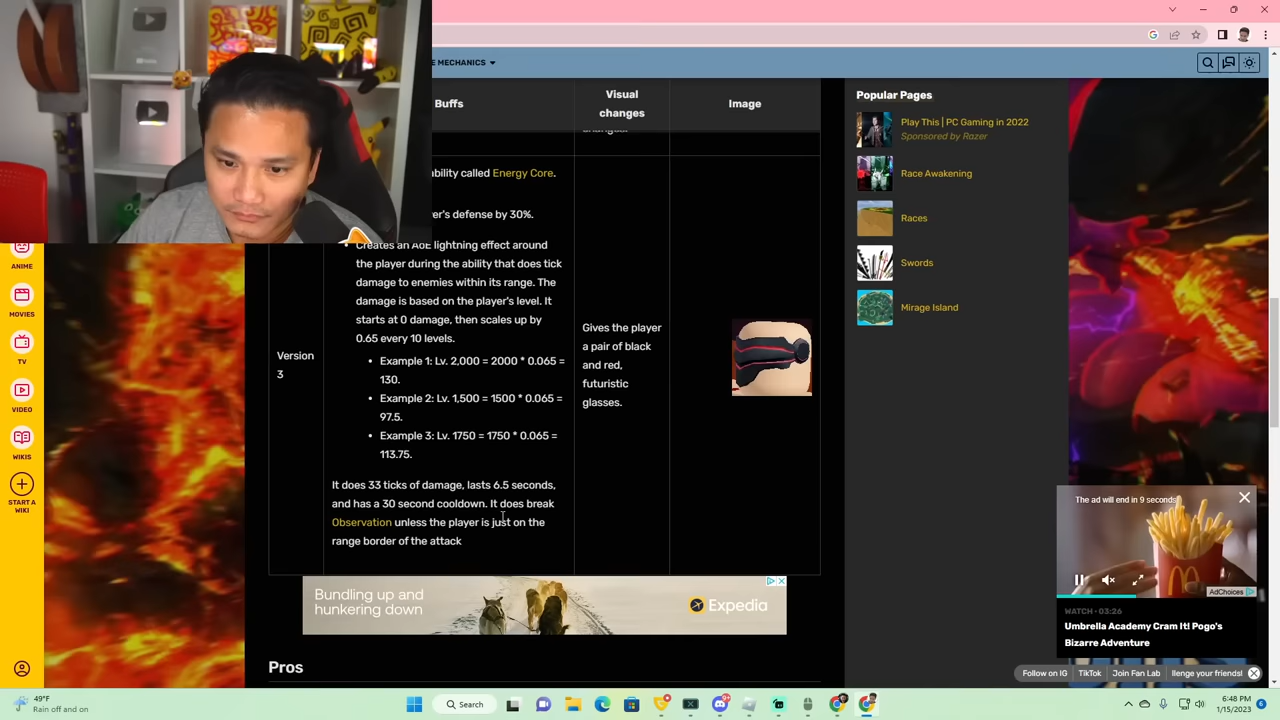 E MECHANICS
Buffs
Visual
changes
Image
bility called Energy Core.
er's defense by 30%.
Creates an AoE lightning effect around
the player during the ability that does tick
damage to enemies within its range. The
damage is based on the player's level. It
starts at 0 damage, then scales up by
0.65 every 10 levels.
Example 1: Lv. 2,000 = 2000 * 0.065 =
130.
Example 2: Lv. 1,500 = 1500 * 0.065 =
97.5.
Example 3: Lv. 1750 = 1750 * 0.065 =
113.75.
Version
3
It does 33 ticks of damage, lasts 6.5 seconds,
and has a 30 second cooldown. It does break
Observation unless the player is just on the
range border of the attack
Gives the player
a pair of black
and red,
futuristic
glasses.
Popular Pages
Play This | PC Gaming in 2022
Sponsored by Razer
Race Awakening
Races
Swords
Mirage Island
ANIME
MOVIES
TV
VIDEO
WIKIS
START A
WIKI
Bundling up and
hunkering down
Expedia
Pros
The ad will end in 9 seconds
AdChoices
WATCH • 03:26
Umbrella Academy Cram It! Pogo's
Bizarre Adventure
Follow on IG
TikTok
Join Fan Lab
llenge your friends!
49°F
Rain off and on
Search
6:48 PM
1/15/2023